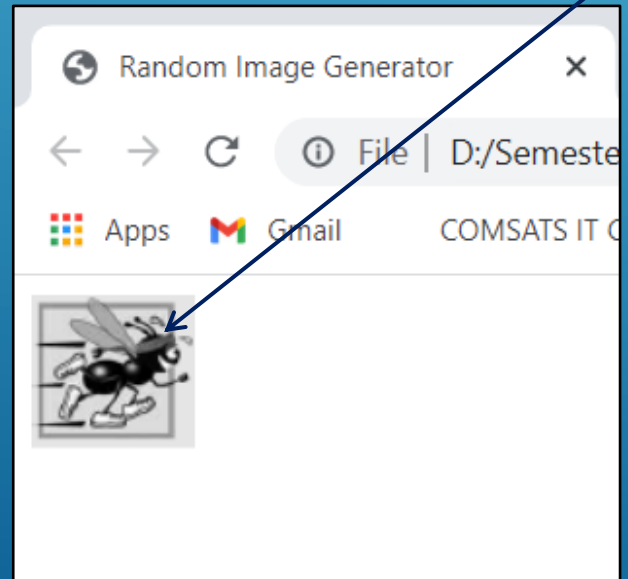 Random Image Generator
File | D:/Semeste
Apps Gmail COMSATS IT